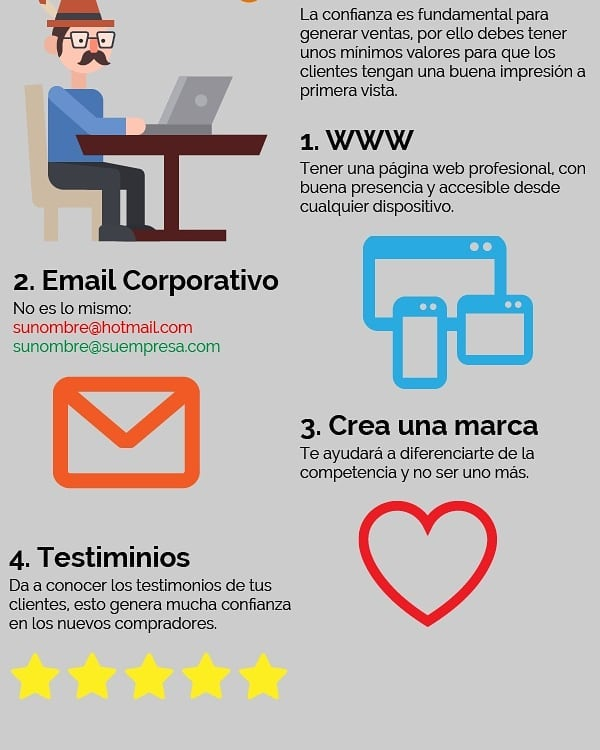 La confianza es fundamental para
generar ventas, por ello debes tener
unos mínimos valores para que los
clientes tengan una buena impresión a
primera vista.
1. WWW
Tener una página web profesional, con
buena presencia y accesible desde
cualquier dispositivo.
2. Email Corporativo
No es lo mismo:
sunombre@hotmail.com
sunombre@suempresa.com
3. Crea una marca
Te ayudará a diferenciarte de la
competencia y no ser uno más.
4. Testiminios
Da a conocer los testimonios de tus
clientes, esto genera mucha confianza
en los nuevos compradores.